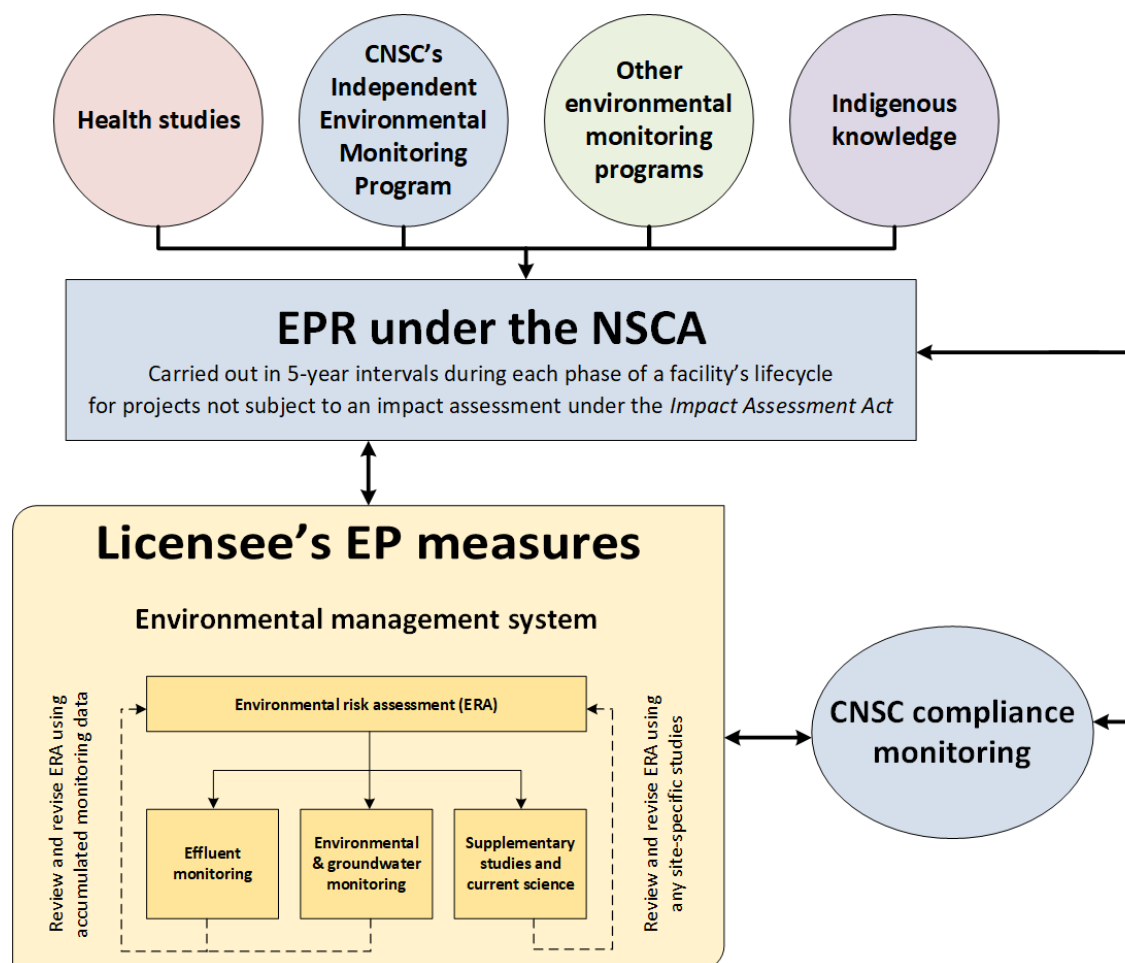 Health studies
CNSC’s
Independent
Environmental
Monitoring
Program
Other
environmental
monitoring
programs
Indigenous
knowledge
EPR under the NSCA
Carried out in 5-year intervals during each phase of a facility’s lifecycle
for projects not subject to an impact assessment under the Impact Assessment Act
Licensee’s EP measures
Environmental management system
Review and revise ERA using
accumulated monitoring data
Environmental risk assessment (ERA)
Effluent
monitoring
Environmental
& groundwater
monitoring
Supplementary
studies and
current science
Review and revise ERA using
any site-specific studies
CNSC compliance
monitoring